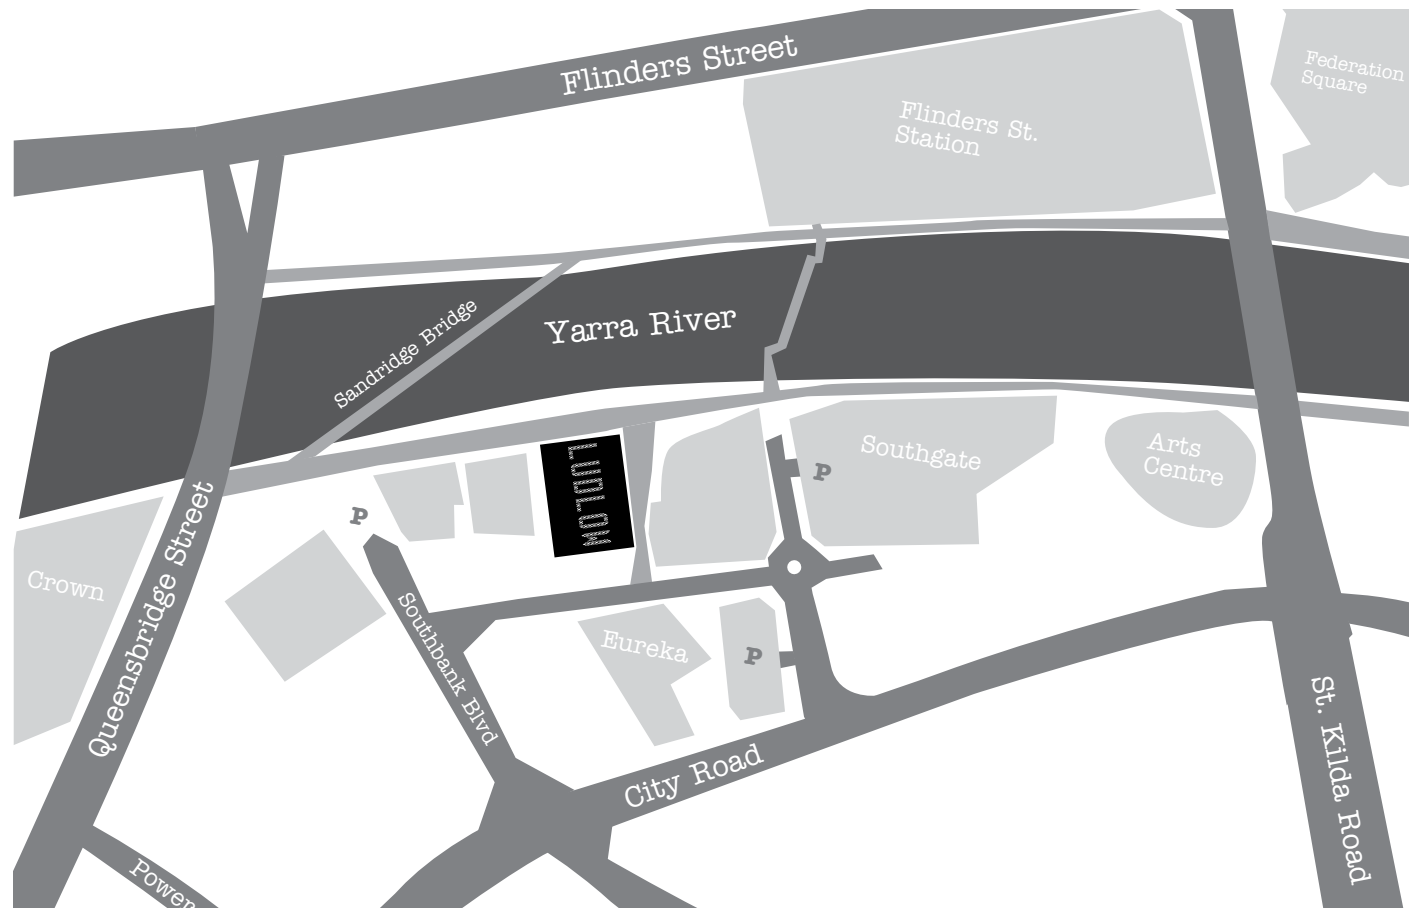 Flinders Street
Federation
Square
Flinders St.
Station
Sandridge Bridge
Yarra River
Southgate
Arts
Centre
P
LUDLOW
P
Crown
Queensbridge Street
Southbank Blvd
Eureka
P
City Road
St. Kilda Road
Power